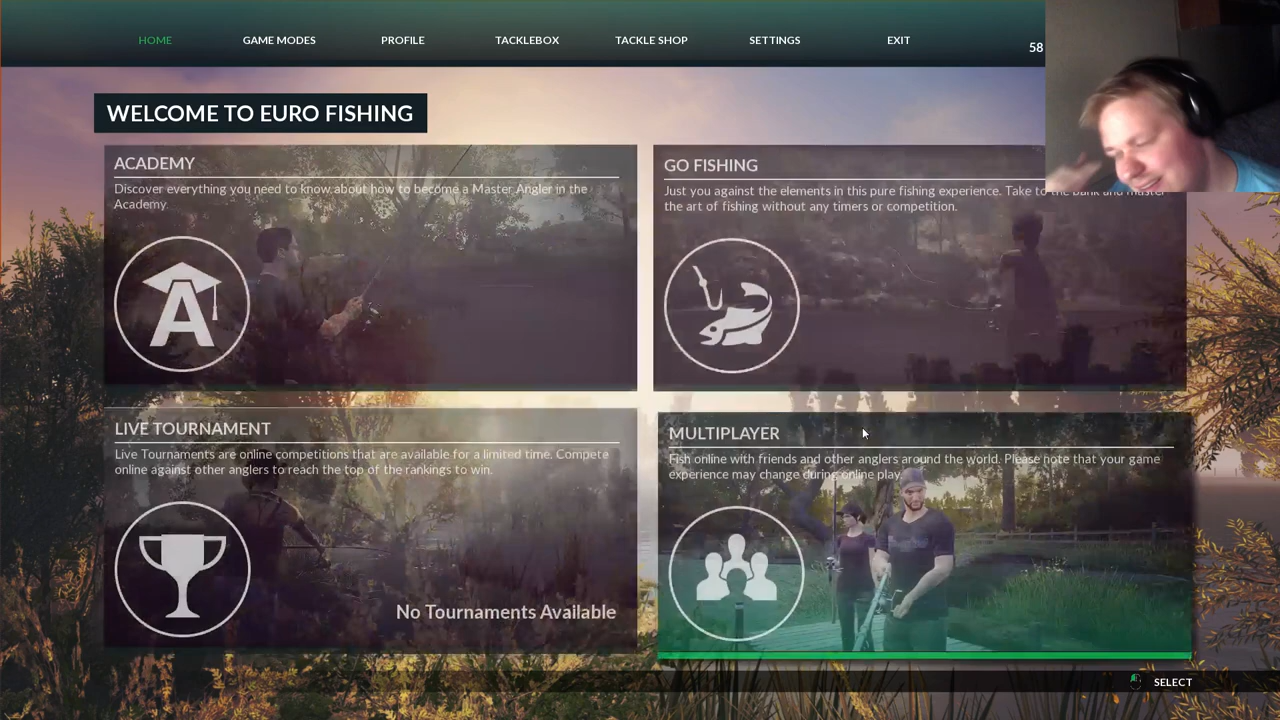 HOME GAME MODES PROFILE TACKLEBOX TACKLE SHOP SETTINGS EXIT 58
WELCOME TO EURO FISHING
ACADEMY
Discover everything you need to know about how to become a Master Angler in the
Academy.
GO FISHING
Just you against the elements in this pure fishing experience. Take to the bank and master
the art of fishing without any timers or competition.
LIVE TOURNAMENT
Live Tournaments are online competitions that are available for a limited time. Compete
online against other anglers to reach the top of the rankings to win.
No Tournaments Available
MULTIPLAYER
Fish online with friends and other anglers around the world. Please note that your game
experience may change during online play.
A
SELECT